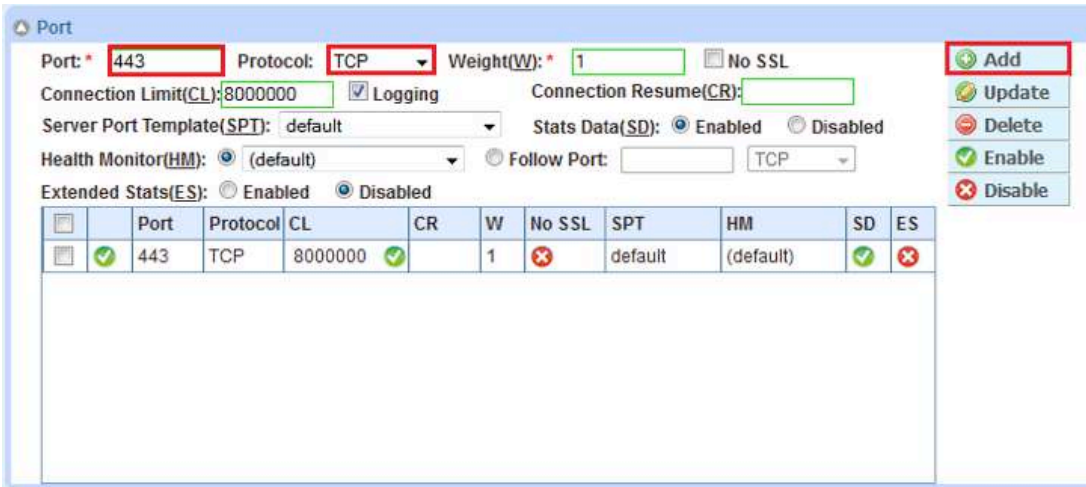 Port
Port: * 443 Protocol: TCP Weight(W): * 1 No SSL Add
Connection Limit(CL): 8000000 Logging Connection Resume(CR): Update
Server Port Template(SPT): default Stats Data(SD): Enabled Disabled Delete
Health Monitor(HM): (default) Follow Port: TCP Enable
Extended Stats(ES): Enabled Disabled Disable
Port Protocol CL CR W No SSL SPT HM SD ES
443 TCP 8000000 1 default (default)